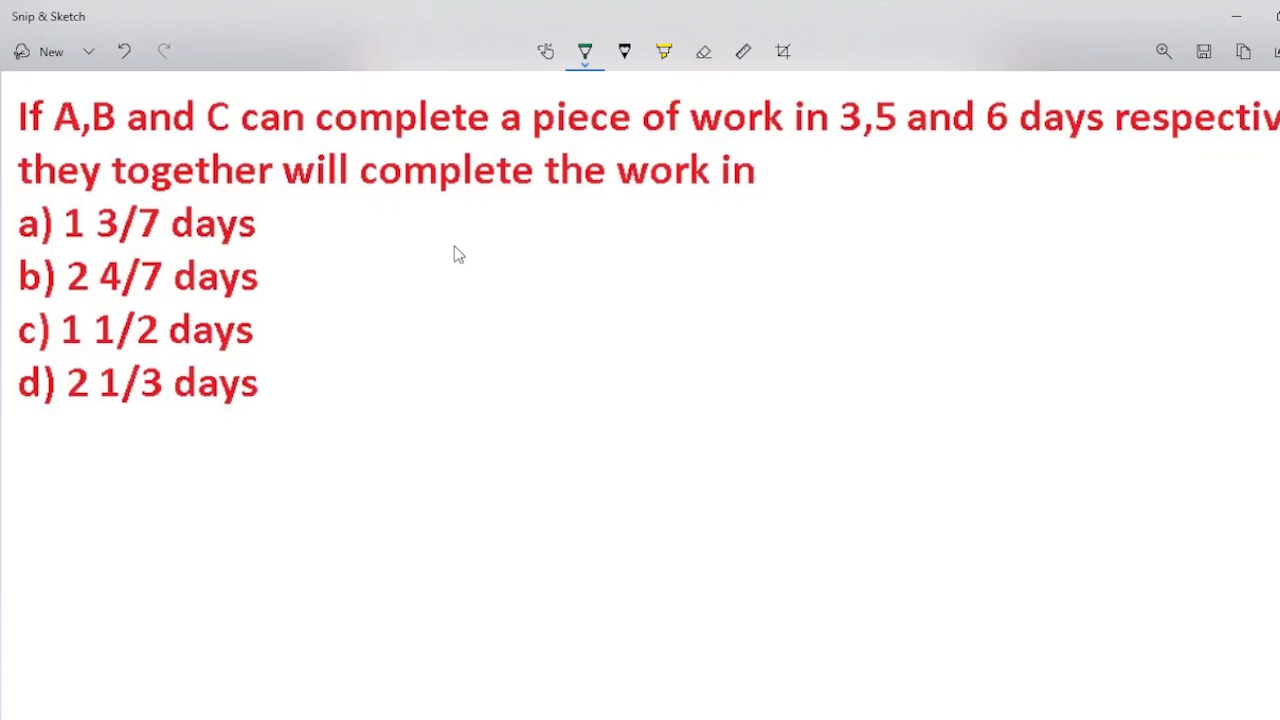 Snip & Sketch
New
If A,B and C can complete a piece of work in 3,5 and 6 days
they together will complete the work in
a) 1 3/7 days
b) 2 4/7 days
c) 1 1/2 days
d) 2 1/3 days